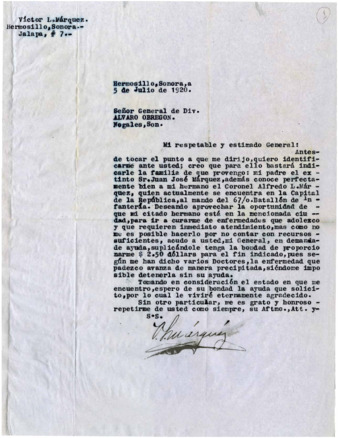 Víctor L.Márquez.
Hermosillo,Sonora.-
Jalapa, # 7.--
Hermosillo,Sonora,a
5 de Julio de 1920.
Señor General de Div.
ALVARO OBREGON.
Nogales,Son.
Mi respetable y estimado General:
Antes-
de tocar el punto a que me dirijo,quiero identifi-
carme ante usted; creo que para ello bastará indi-
carle la familia de que provengo: mi padre el ex-
tinto Sr.Juan José Márquez,además conoce perfecta-
mente bien a mi hermano el Coronel Alfredo L.Már-
quez, quien actualmente se encuentra en la Capital
de la República,al mando del 67/o.Batallón de In-
fantería. Deseando aprovechar la oportunidad de -
que mi citado hermano está en la mencionada ciu -
dad,para ir a curarme de enfermedades que adolezco
y que requieren inmediato atendimiento,mas como no
me es posible hacerlo por no contar con recursos -
suficientes, acudo a usted,mi General, en demanda-
de ayuda,suplicándole tenga la bondad de proporcio
narme $ 2.50 dóllars para el fin indicado, pues se-
gún me han dicho varios Doctores,la enfermedad que
padezco avanza de manera precipitada,siéndome impo
sible detenerla sin su ayuda.
Tomando en consideración el estado en que me
encuentro,espero de su bondad la ayuda que solici-
to,por lo cual le viviré eternamente agradecido.
Sin otro particular, me es grato y honroso -
repetirme de usted como siempre, su Aftmo.,Att. y-
S.S.
V. L. Márquez